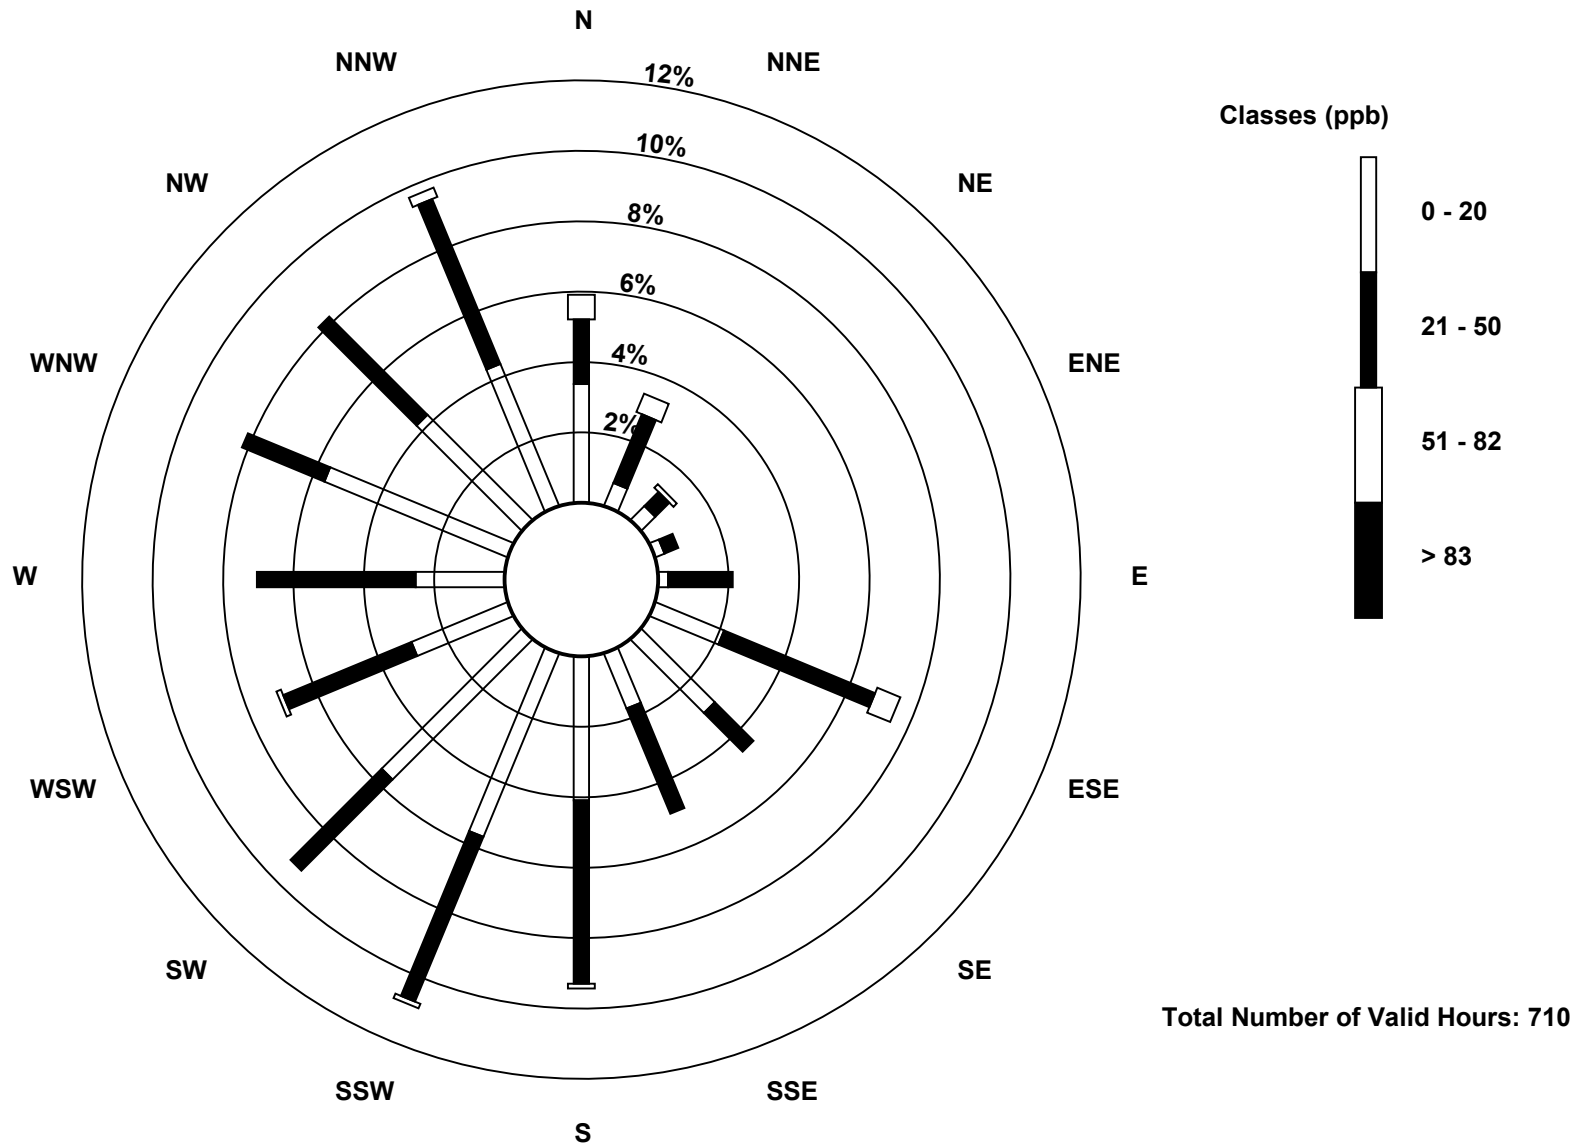 N
NNW
NNE
12%
Classes (ppb)
10%
NW
NE
0 - 20
8%
6%
21 - 50
4%
WNW
ENE
2%
51 - 82
> 83
W
E
WSW
ESE
SW
SE
Total Number of Valid Hours: 710
SSW
SSE
S